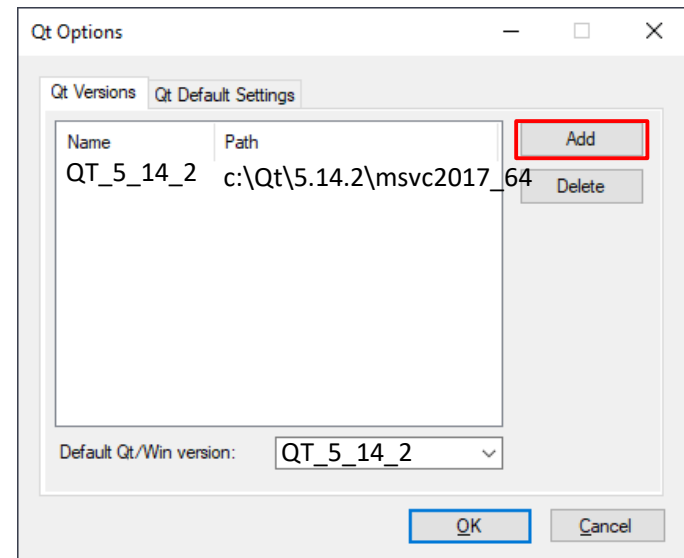 Qt Options
Qt Versions Qt Default Settings
Name Path Add
QT_5_14_2 c:\Qt\5.14.2\msvc2017_64 Delete
Default Qt/Win version: QT_5_14_2
OK Cancel